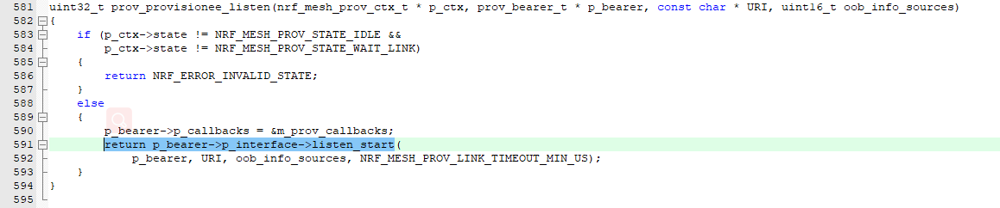 581 uint32_t prov_provisionee_listen(nrf_mesh_prov_ctx_t * p_ctx, prov_bearer_t * p_bearer, const char * URI, uint16_t oob_info_sources)
582 {
583     if (p_ctx->state != NRF_MESH_PROV_STATE_IDLE &&
584         p_ctx->state != NRF_MESH_PROV_STATE_WAIT_LINK)
585     {
586         return NRF_ERROR_INVALID_STATE;
587     }
588     else
589     {
590         p_bearer->p_callbacks = &m_prov_callbacks;
591         return p_bearer->p_interface->listen_start(
592             p_bearer, URI, oob_info_sources, NRF_MESH_PROV_LINK_TIMEOUT_MIN_US);
593     }
594 }
595